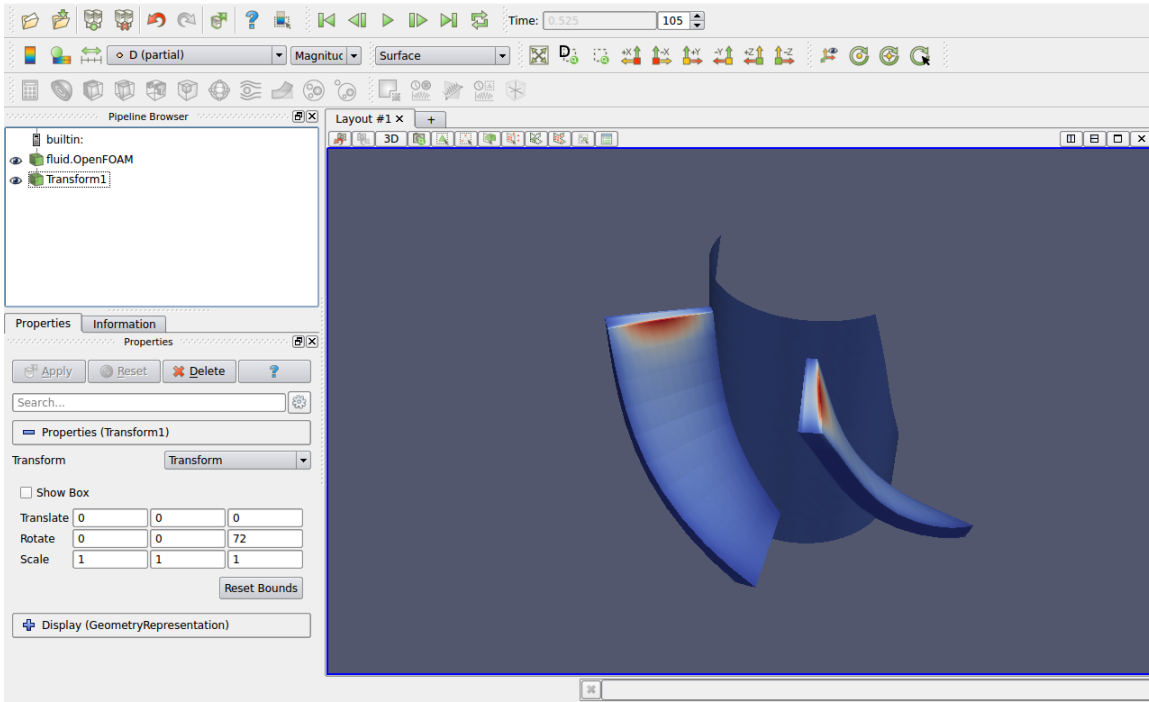 Time: 0.525 105
D (partial) Magnituc Surface D +X -X +Y -Y +Z -Z
Pipeline Browser
Layout #1 +
3D
builtin:
fluid.OpenFOAM
Transform1
Properties Information
Properties
Apply Reset Delete ?
Search...
Properties (Transform1)
Transform Transform
Show Box
Translate 0 0 0
Rotate 0 0 72
Scale 1 1 1
Reset Bounds
Display (GeometryRepresentation)